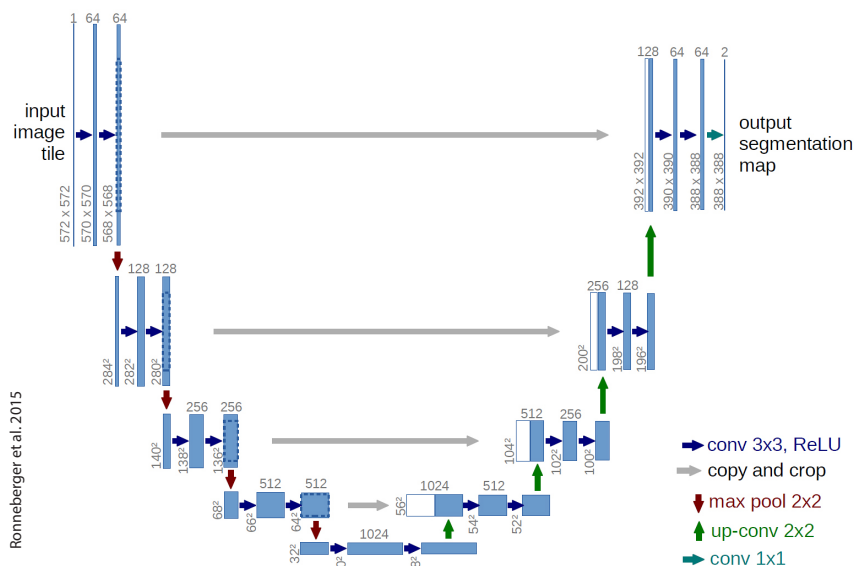 1 64 64
input
image
tile
572 x 572
570 x 570
568 x 568
128 64 64 2
output
segmentation
map
392 x 392
390 x 390
388 x 388
388 x 388
128 128
284²
282²
280²
256 128
200²
198²
196²
256 256
140²
138²
136²
512 256
104²
102²
100²
512 512
68²
66²
64²
1024 512
56²
54²
52²
1024
32²
conv 3x3, ReLU
copy and crop
max pool 2x2
up-conv 2x2
conv 1x1
Ronneberger et al. 2015